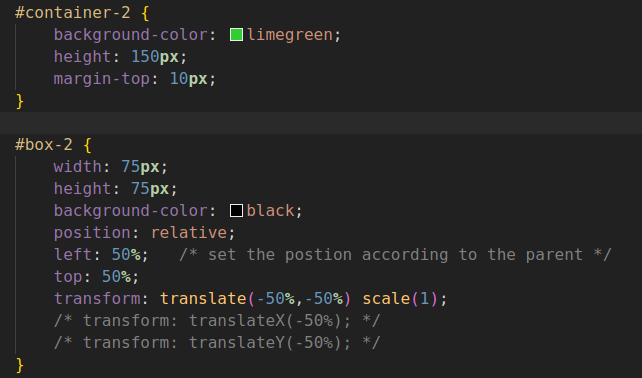 #container-2 {
background-color: limegreen;
height: 150px;
margin-top: 10px;
}
#box-2 {
width: 75px;
height: 75px;
background-color: black;
position: relative;
left: 50%; /* set the postion according to the parent */
top: 50%;
transform: translate(-50%,-50%) scale(1);
/* transform: translateX(-50%); */
/* transform: translateY(-50%); */
}